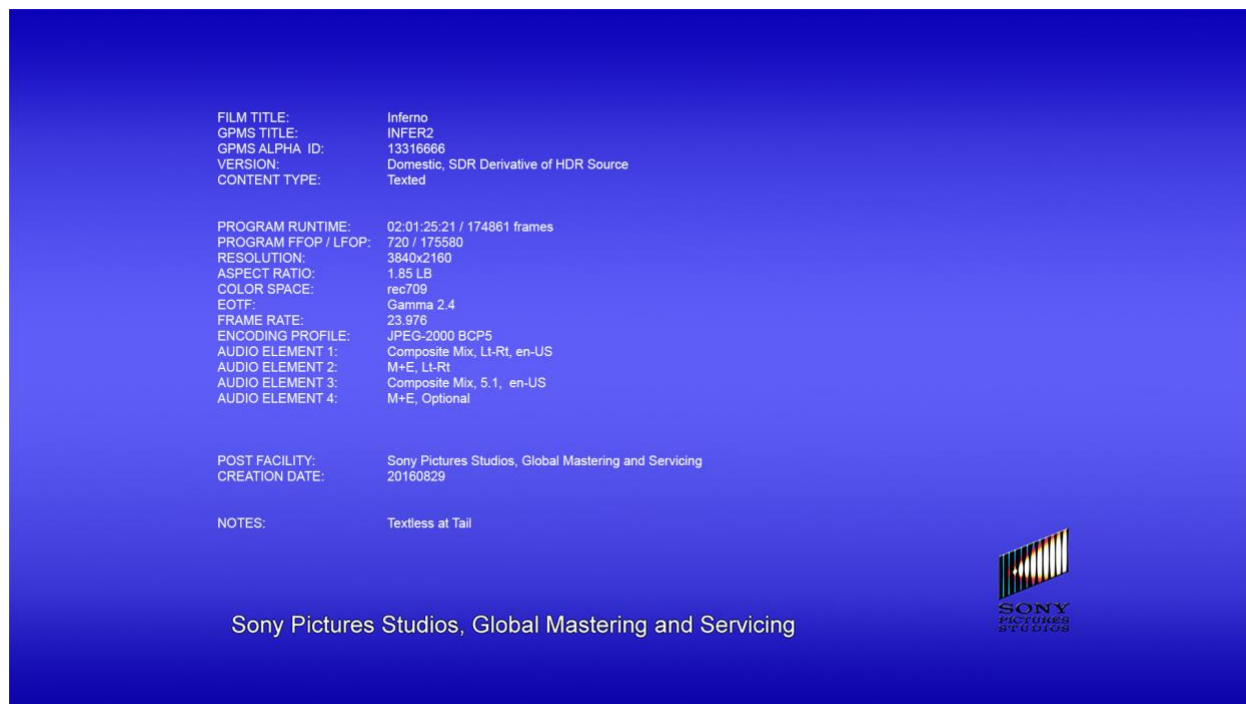 FILM TITLE: Inferno
GPMS TITLE: INFER2
GPMS ALPHA ID: 13316666
VERSION: Domestic, SDR Derivative of HDR Source
CONTENT TYPE: Texted
PROGRAM RUNTIME: 02:01:25:21 / 174861 frames
PROGRAM FFOP / LFOP: 720 / 175580
RESOLUTION: 3840x2160
ASPECT RATIO: 1.85 LB
COLOR SPACE: rec709
EOTF: Gamma 2.4
FRAME RATE: 23.976
ENCODING PROFILE: JPEG-2000 BCP5
AUDIO ELEMENT 1: Composite Mix, Lt-Rt, en-US
AUDIO ELEMENT 2: M+E, Lt-Rt
AUDIO ELEMENT 3: Composite Mix, 5.1, en-US
AUDIO ELEMENT 4: M+E, Optional
POST FACILITY: Sony Pictures Studios, Global Mastering and Servicing
CREATION DATE: 20160829
NOTES: Textless at Tail
Sony Pictures Studios, Global Mastering and Servicing
SONY
PICTURES
STUDIOS